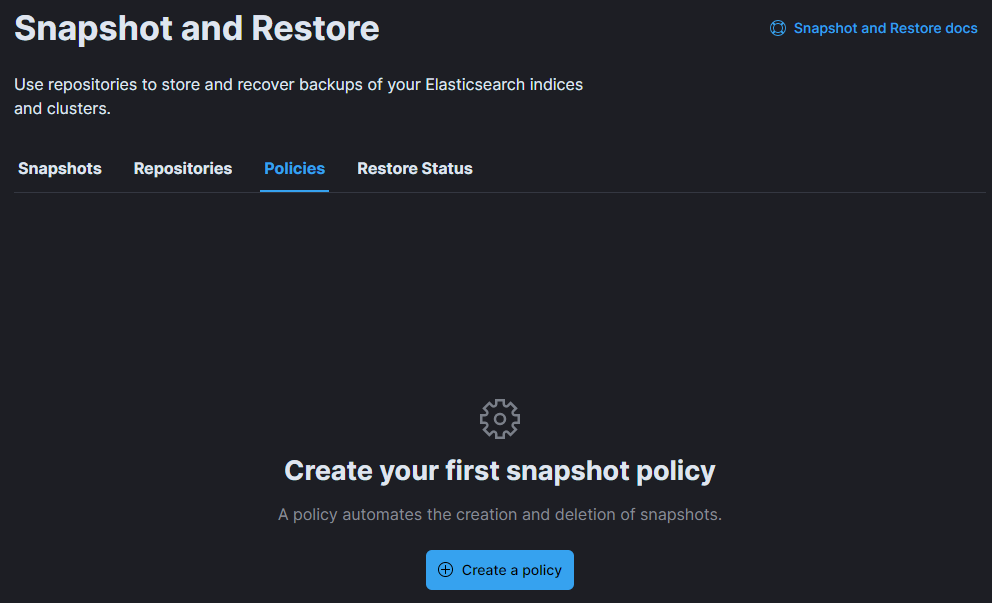 Snapshot and Restore
Snapshot and Restore docs
Use repositories to store and recover backups of your Elasticsearch indices
and clusters.
Snapshots Repositories Policies Restore Status
Create your first snapshot policy
A policy automates the creation and deletion of snapshots.
Create a policy